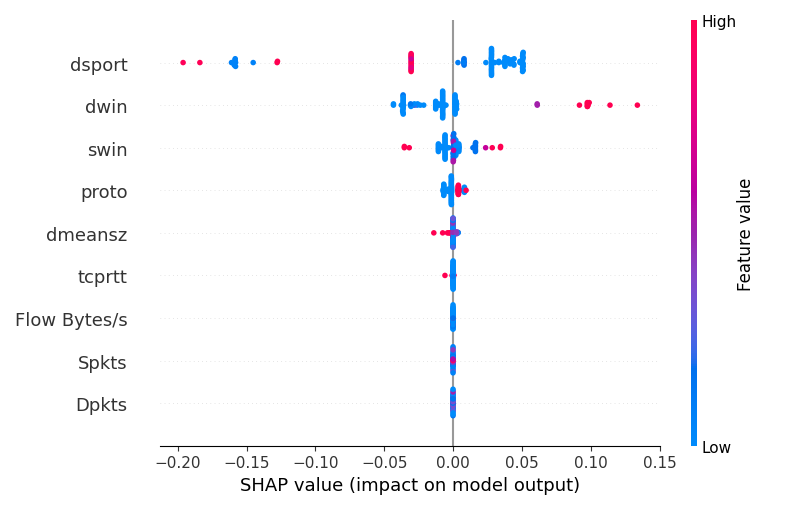 High
dsport
dwin
swin
proto
dmeansz
tcprtt
Flow Bytes/s
Spkts
Dpkts
Feature value
Low
−0.20 −0.15 −0.10 −0.05 0.00 0.05 0.10 0.15
SHAP value (impact on model output)